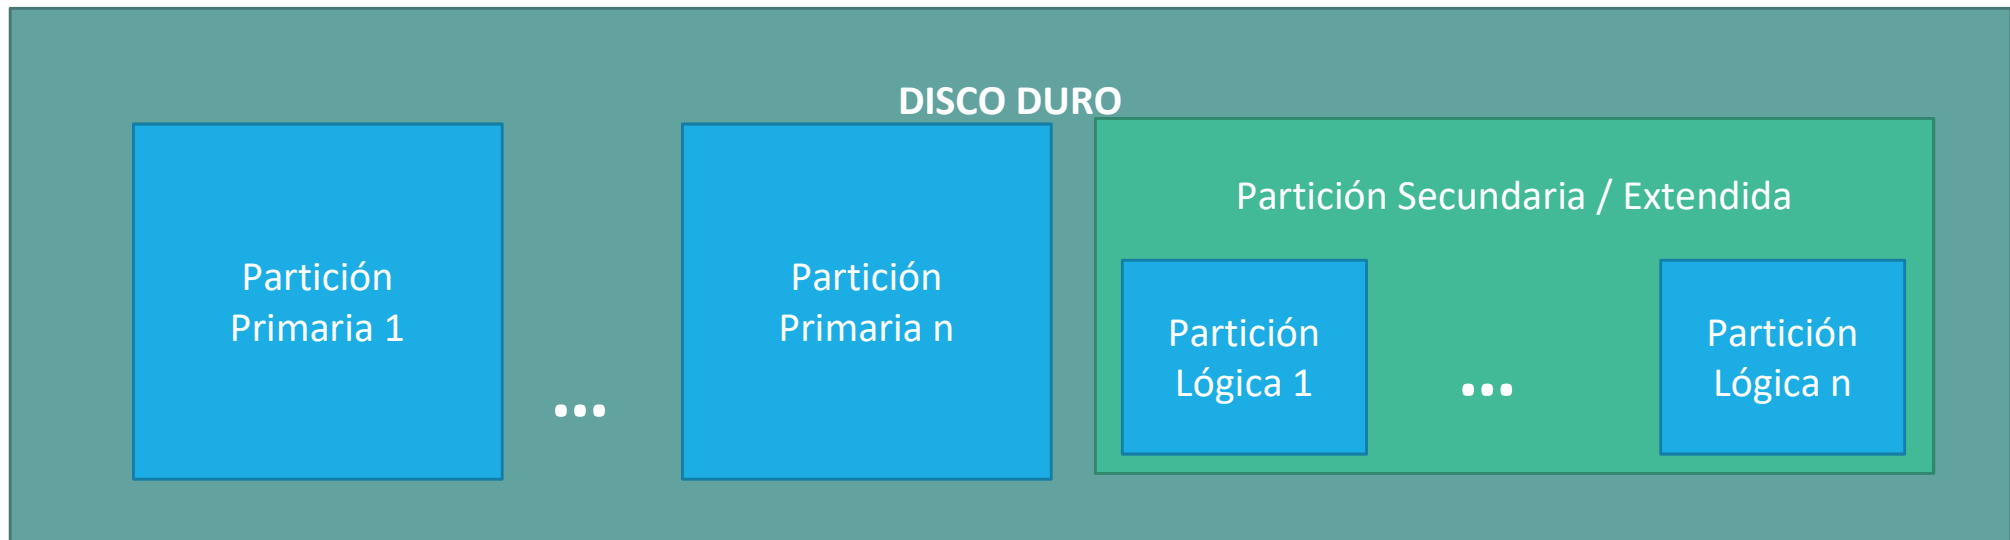 DISCO DURO
Partición
Primaria 1
...
Partición
Primaria n
Partición Secundaria / Extendida
Partición
Lógica 1
...
Partición
Lógica n